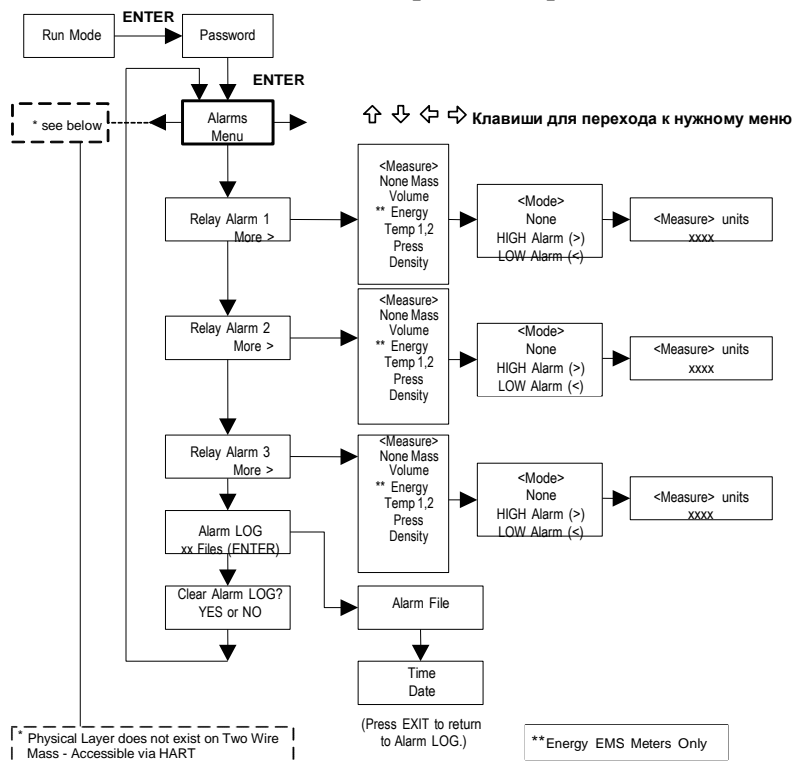 ENTER
Run Mode
Password
ENTER
* see below
Alarms
Menu
Клавиши для перехода к нужному меню
Relay Alarm 1
More >
<Measure>
None Mass
Volume
** Energy
Temp 1,2
Press
Density
<Mode>
None
HIGH Alarm (>)
LOW Alarm (<)
<Measure> units
xxxx
Relay Alarm 2
More >
<Measure>
None Mass
Volume
** Energy
Temp 1,2
Press
Density
<Mode>
None
HIGH Alarm (>)
LOW Alarm (<)
<Measure> units
xxxx
Relay Alarm 3
More >
<Measure>
None Mass
Volume
** Energy
Temp 1,2
Press
Density
<Mode>
None
HIGH Alarm (>)
LOW Alarm (<)
<Measure> units
xxxx
Alarm LOG
xx Files (ENTER)
Clear Alarm LOG?
YES or NO
Alarm File
Time
Date
(Press EXIT to return
to Alarm LOG.)
* Physical Layer does not exist on Two Wire
Mass - Accessible via HART
**Energy EMS Meters Only